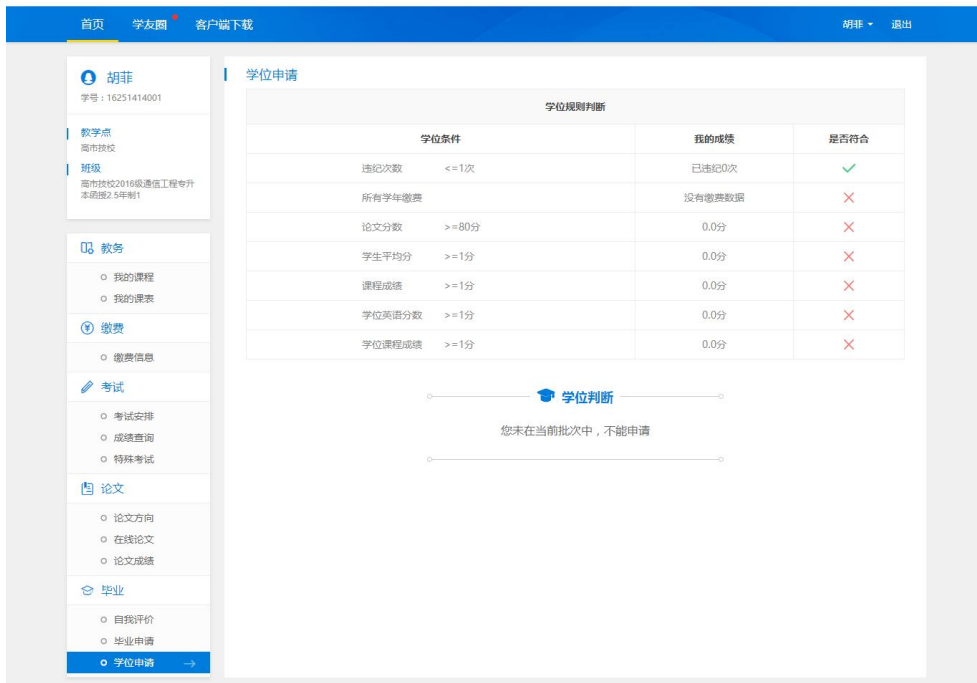 首页 学友圈 客户端下载 胡菲 退出
胡菲
学号：16251414001
教学点
高市技校
班级
高市技校2016级通信工程专升
本函授2.5年制1
教务
我的课程
我的课表
缴费
缴费信息
考试
考试安排
成绩查询
特殊考试
论文
论文方向
在线论文
论文成绩
毕业
自我评价
毕业申请
学位申请
学位申请
学位规则判断
学位条件 我的成绩 是否符合
违纪次数 <=1次 已违纪0次
所有学年缴费 没有缴费数据
论文分数 >=80分 0.0分
学生平均分 >=1分 0.0分
课程成绩 >=1分 0.0分
学位英语分数 >=1分 0.0分
学位课程成绩 >=1分 0.0分
学位判断
您未在当前批次中，不能申请